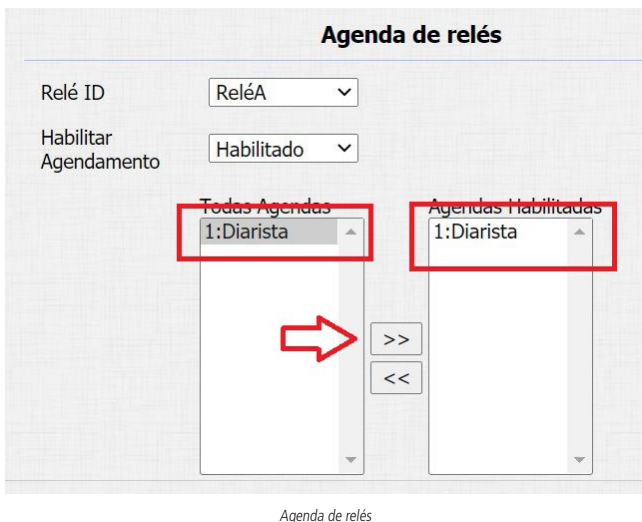 Agenda de relés
Relé ID
ReléA
Habilitar
Agendamento
Habilitado
Todas Agendas
Agendas Habilitadas
1:Diarista
1:Diarista
>>
<<
Agenda de relés